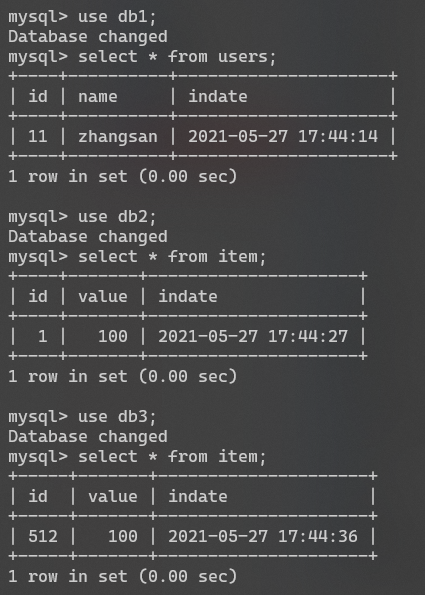 mysql> use db1;
Database changed
mysql> select * from users;
+----+----------+---------------------+
| id | name     | indate              |
+----+----------+---------------------+
| 11 | zhangsan | 2021-05-27 17:44:14 |
+----+----------+---------------------+
1 row in set (0.00 sec)

mysql> use db2;
Database changed
mysql> select * from item;
+----+-------+---------------------+
| id | value | indate              |
+----+-------+---------------------+
|  1 |   100 | 2021-05-27 17:44:27 |
+----+-------+---------------------+
1 row in set (0.00 sec)

mysql> use db3;
Database changed
mysql> select * from item;
+-----+-------+---------------------+
| id  | value | indate              |
+-----+-------+---------------------+
| 512 |   100 | 2021-05-27 17:44:36 |
+-----+-------+---------------------+
1 row in set (0.00 sec)